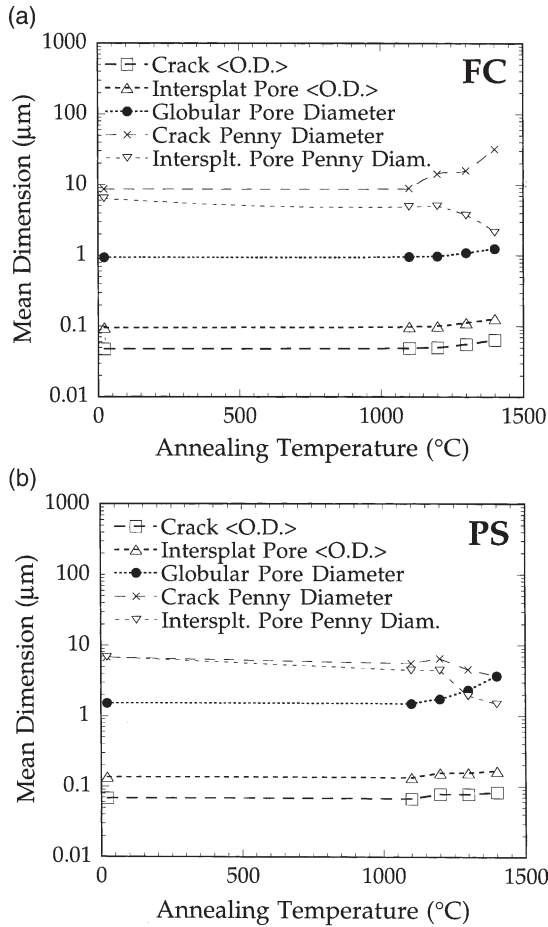 (a)
1000
100
10
1
0.1
0.01
Mean Dimension (μm)
Crack <O.D.>
Intersplat Pore <O.D.>
Globular Pore Diameter
Crack Penny Diameter
Intersplt. Pore Penny Diam.
FC
0
500
1000
1500
Annealing Temperature (°C)
(b)
1000
100
10
1
0.1
0.01
Mean Dimension (μm)
Crack <O.D.>
Intersplat Pore <O.D.>
Globular Pore Diameter
Crack Penny Diameter
Intersplt. Pore Penny Diam.
PS
0
500
1000
1500
Annealing Temperature (°C)